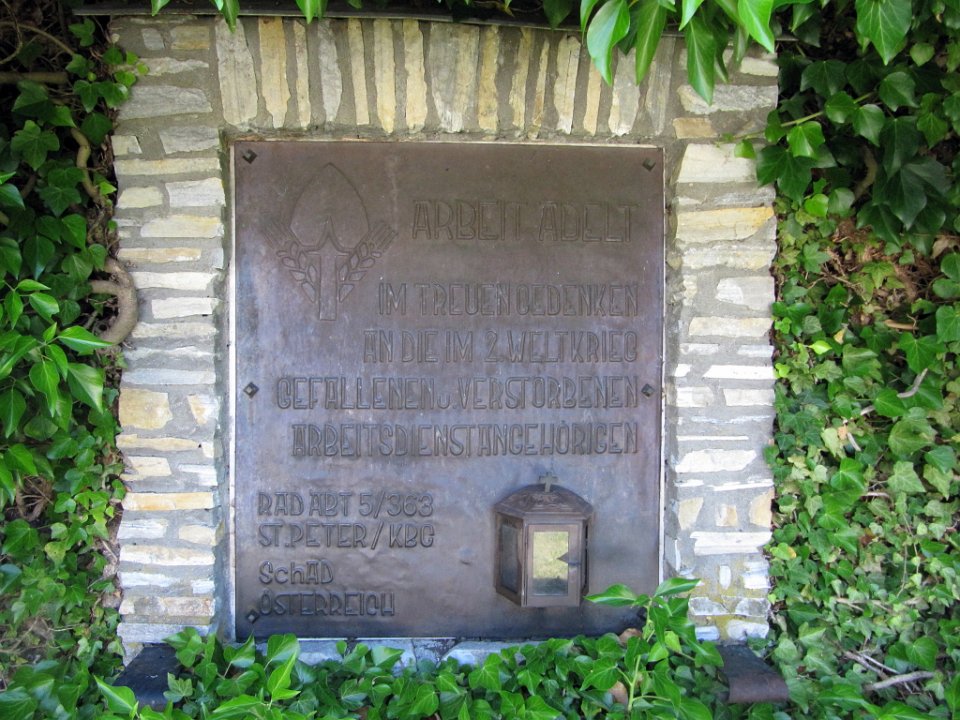 ARBEIT ADELT
IM TREUEN GEDENKEN
AN DIE IM 2. WELTKRIEG
GEFALLENEN u. VERSTORBENEN
ARBEITSDIENSTANGEHÖRIGEN
RAD ABT 5/363
ST. PETER / KBG
SchAD
ÖSTERREICH